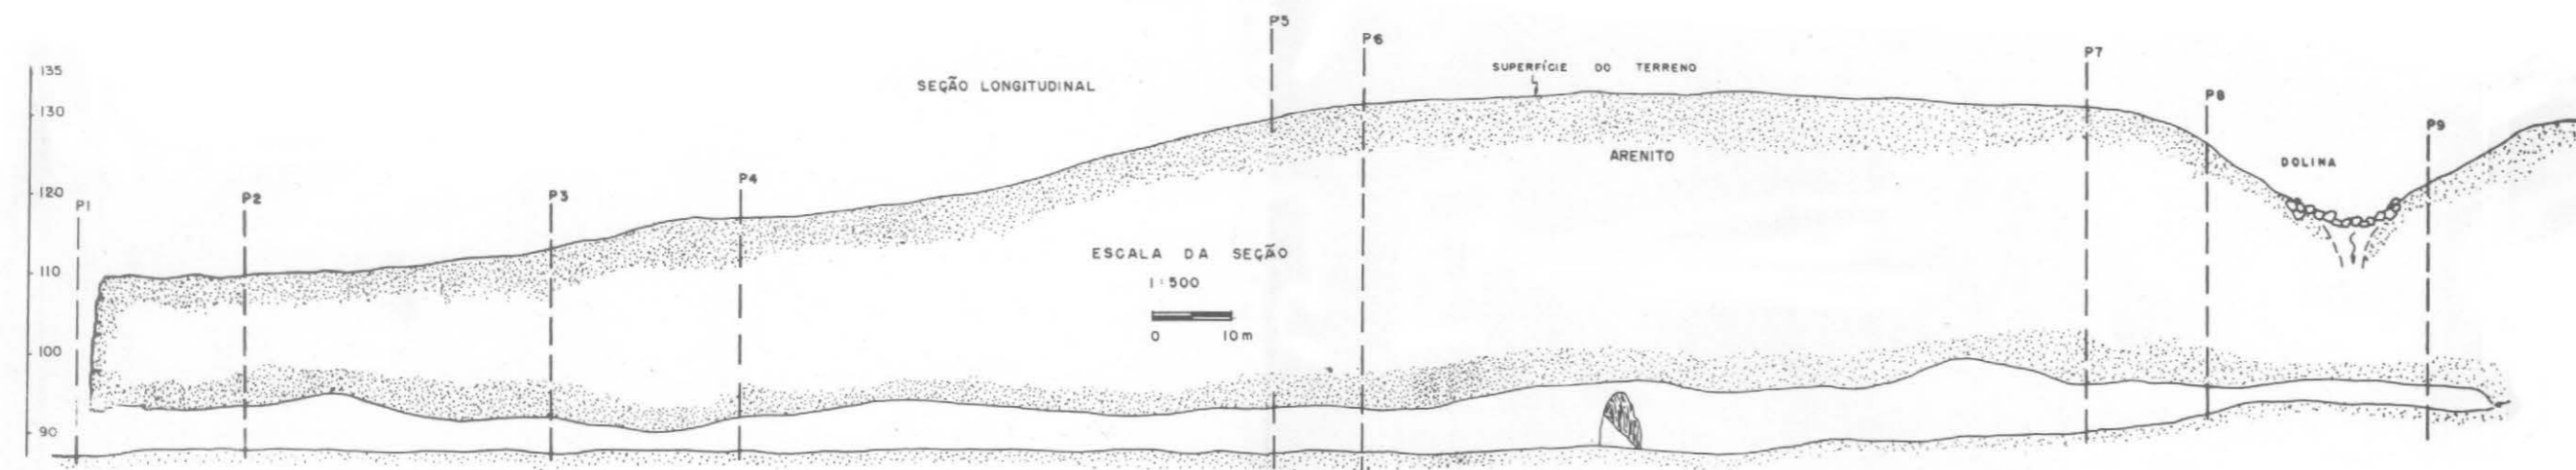 P5
P6
P7
SUPERFÍCIE DO TERRENO
135
SEÇÃO LONGITUDINAL
P8
130
P9
ARENITO
DOLINA
P4
120
P2
P3
P1
ESCALA DA SEÇÃO
110
1:500
0 10m
100
90